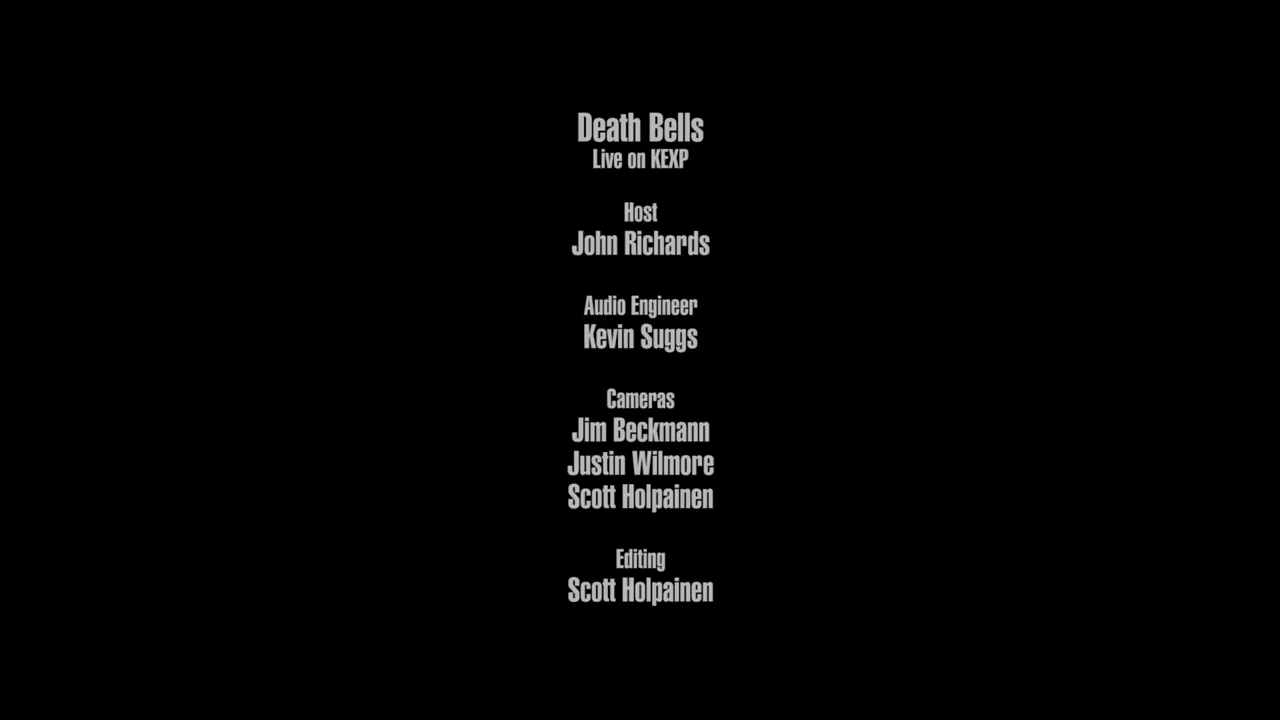 Death Bells
Live on KEXP
Host
John Richards
Audio Engineer
Kevin Suggs
Cameras
Jim Beckmann
Justin Wilmore
Scott Holpainen
Editing
Scott Holpainen